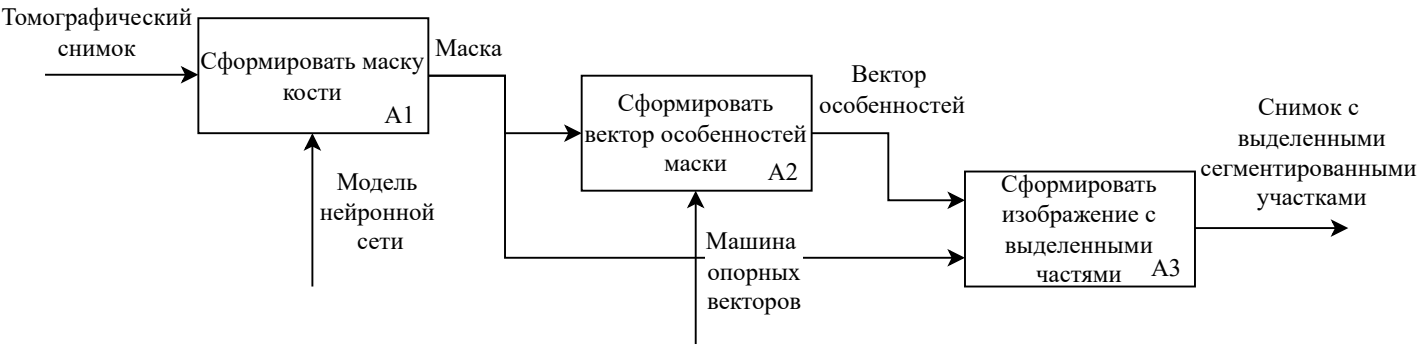 Томографический
снимок
Сформировать маску
кости
A1
Маска
Модель
нейронной
сети
Сформировать
вектор особенностей
маски
A2
Вектор
особенностей
Машина
опорных
векторов
Сформировать
изображение с
выделенными
частями
A3
Снимок с
выделенными
сегментированными
участками